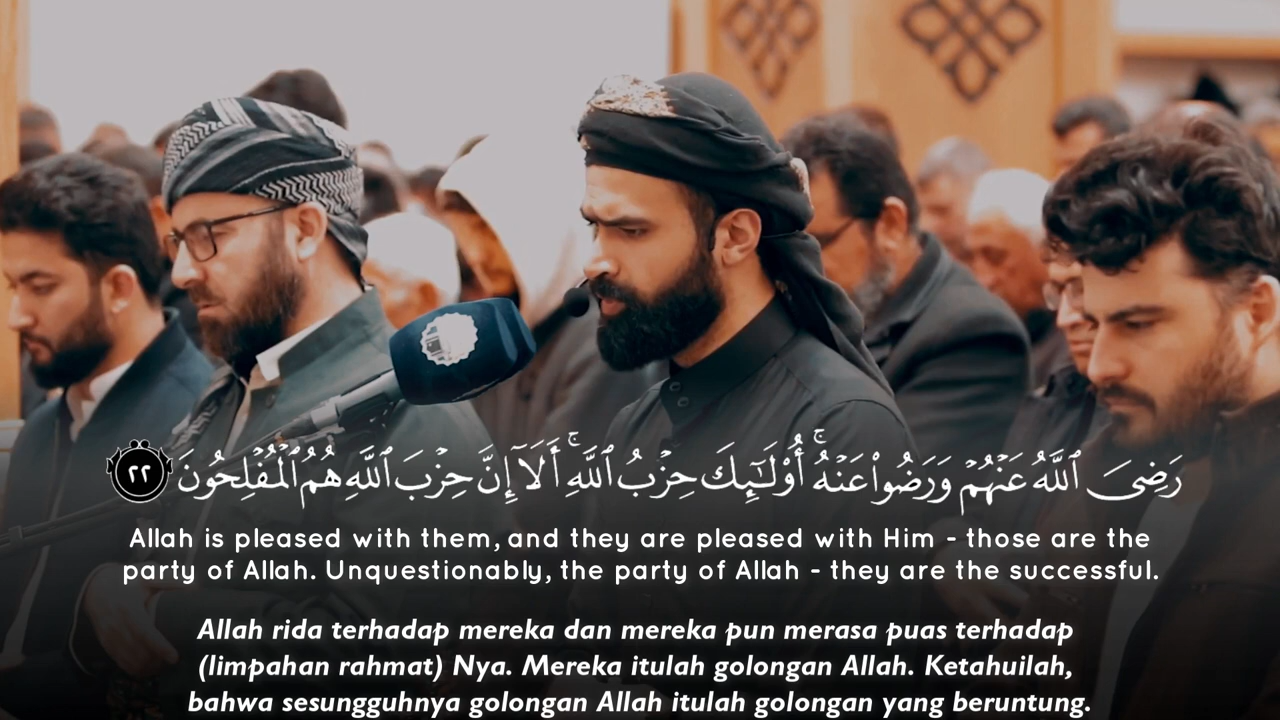 رَضِىَ ٱللَّهُ عَنْهُمْ وَرَضُوا۟ عَنْهُ ۚ أُو۟لَـٰٓئِكَ حِزْبُ ٱللَّهِ ۚ أَلَآ إِنَّ حِزْبَ ٱللَّهِ هُمُ ٱلْمُفْلِحُونَ ٢٢
Allah is pleased with them, and they are pleased with Him - those are the
party of Allah. Unquestionably, the party of Allah - they are the successful.
Allah rida terhadap mereka dan mereka pun merasa puas terhadap
(limpahan rahmat) Nya. Mereka itulah golongan Allah. Ketahuilah,
bahwa sesungguhnya golongan Allah itulah golongan yang beruntung.